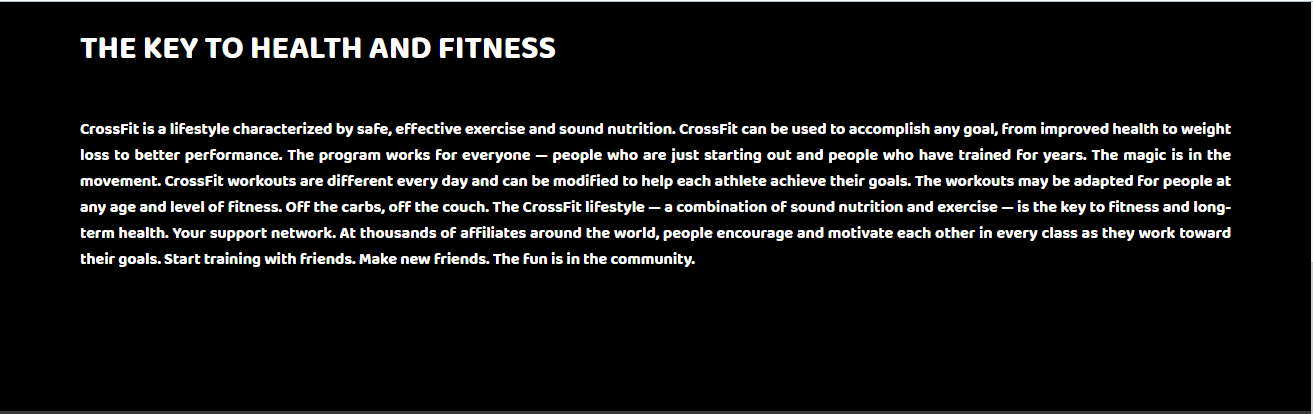 THE KEY TO HEALTH AND FITNESS
CrossFit is a lifestyle characterized by safe, effective exercise and sound nutrition. CrossFit can be used to accomplish any goal, from improved health to weight
loss to better performance. The program works for everyone — people who are just starting out and people who have trained for years. The magic is in the
movement. CrossFit workouts are different every day and can be modified to help each athlete achieve their goals. The workouts may be adapted for people at
any age and level of fitness. Off the carbs, off the couch. The CrossFit lifestyle — a combination of sound nutrition and exercise — is the key to fitness and long-
term health. Your support network. At thousands of affiliates around the world, people encourage and motivate each other in every class as they work toward
their goals. Start training with friends. Make new friends. The fun is in the community.